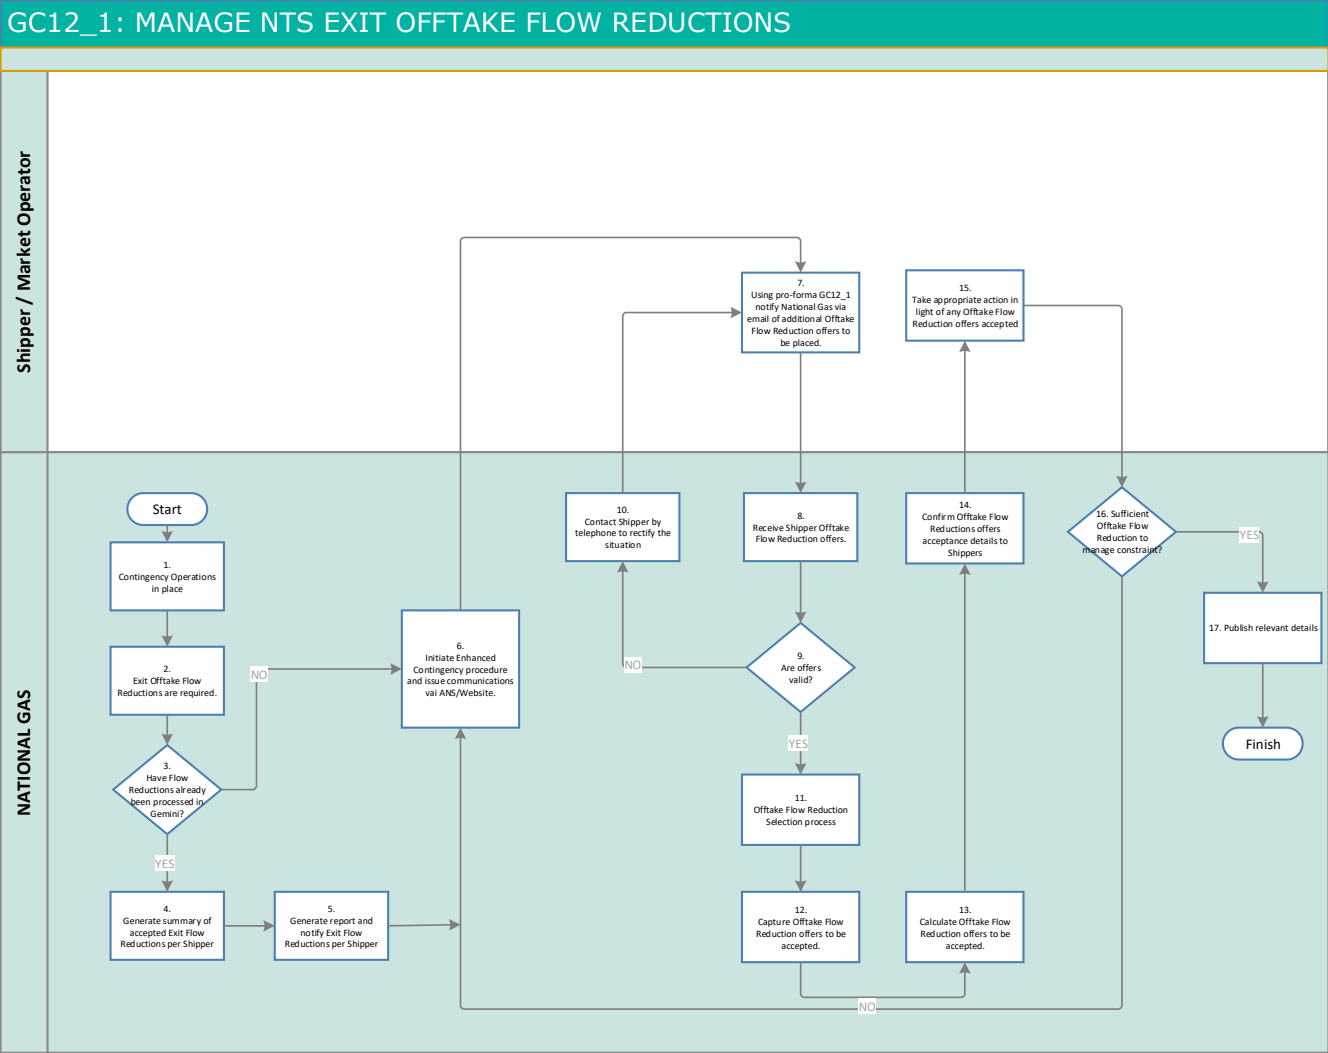 GC12_1: MANAGE NTS EXIT OFFTAKE FLOW REDUCTIONS
Shipper / Market Operator
7.
Using pro-forma GC12_1
notify National Gas via
email of additional Offtake
Flow Reduction offers to
be placed.
15.
Take appropriate action in
light of any Offtake Flow
Reduction offers accepted
NATIONAL GAS
Start
1.
Contingency Operations
in place
2.
Exit Offtake Flow
Reductions are required.
3.
Have Flow
Reductions already
been processed in
Gemini?
NO
YES
4.
Generate summary of
accepted Exit Flow
Reductions per Shipper
5.
Generate report and
notify Exit Flow
Reductions per Shipper
6.
Initiate Enhanced
Contingency procedure
and issue communications
vai ANS/Website.
10.
Contact Shipper by
telephone to rectify the
situation
8.
Receive Shipper Offtake
Flow Reduction offers.
9.
Are offers
valid?
NO
YES
11.
Offtake Flow Reduction
Selection process
12.
Capture Offtake Flow
Reduction offers to be
accepted.
13.
Calculate Offtake Flow
Reduction offers to be
accepted.
14.
Confirm Offtake Flow
Reductions offers
acceptance details to
Shippers
16. Sufficient
Offtake Flow
Reduction to
manage constraint?
YES
NO
17. Publish relevant details
Finish